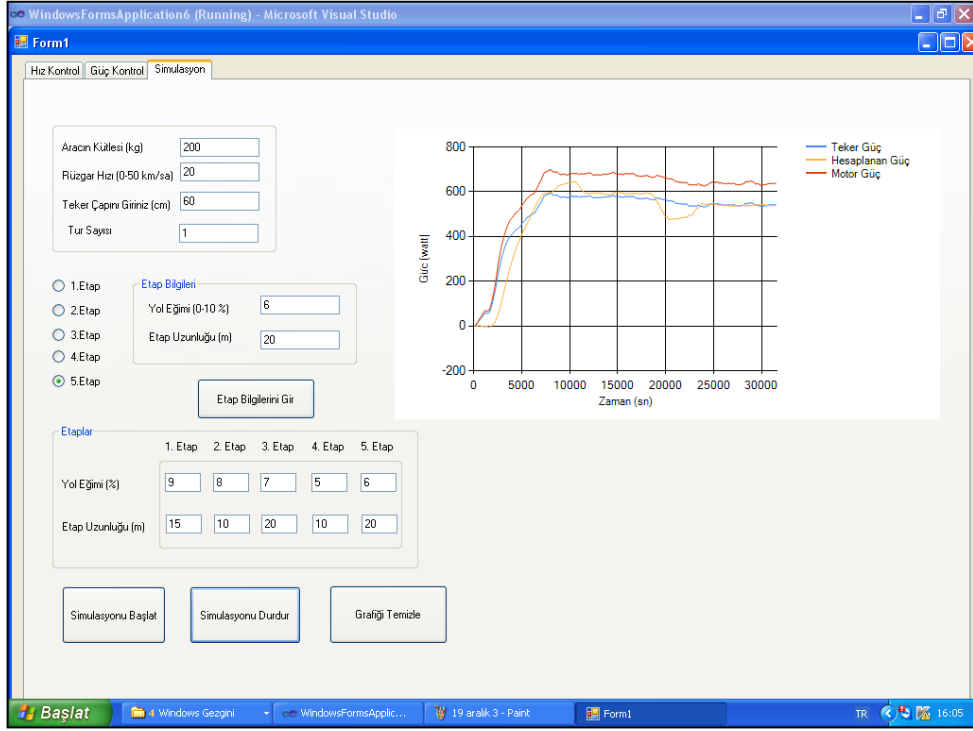 WindowsFormsApplication6 (Running) - Microsoft Visual Studio
Form1
Hız Kontrol Güç Kontrol Simulasyon
Aracın Kütlesi (kg) 200
Rüzgar Hızı (0-50 km/sa) 20
Teker Çapını Giriniz (cm) 60
Tur Sayısı 1
1.Etap
2.Etap
3.Etap
4.Etap
5.Etap
Etap Bilgileri
Yol Eğimi (0-10 %) 6
Etap Uzunluğu (m) 20
Etap Bilgilerini Gir
800
600
400
200
0
-200
Güc (watt)
0 5000 10000 15000 20000 25000 30000
Zaman (sn)
Teker Güç
Hesaplanan Güç
Motor Güç
Etaplar
1. Etap 2. Etap 3. Etap 4. Etap 5. Etap
Yol Eğimi (%) 9 8 7 5 6
Etap Uzunluğu (m) 15 10 20 10 20
Simulasyonu Başlat Simulasyonu Durdur Grafiği Temizle
Başlat 4 Windows Gezgini WindowsFormsApplic... 19 aralık 3 - Paint Form1 TR 16:05